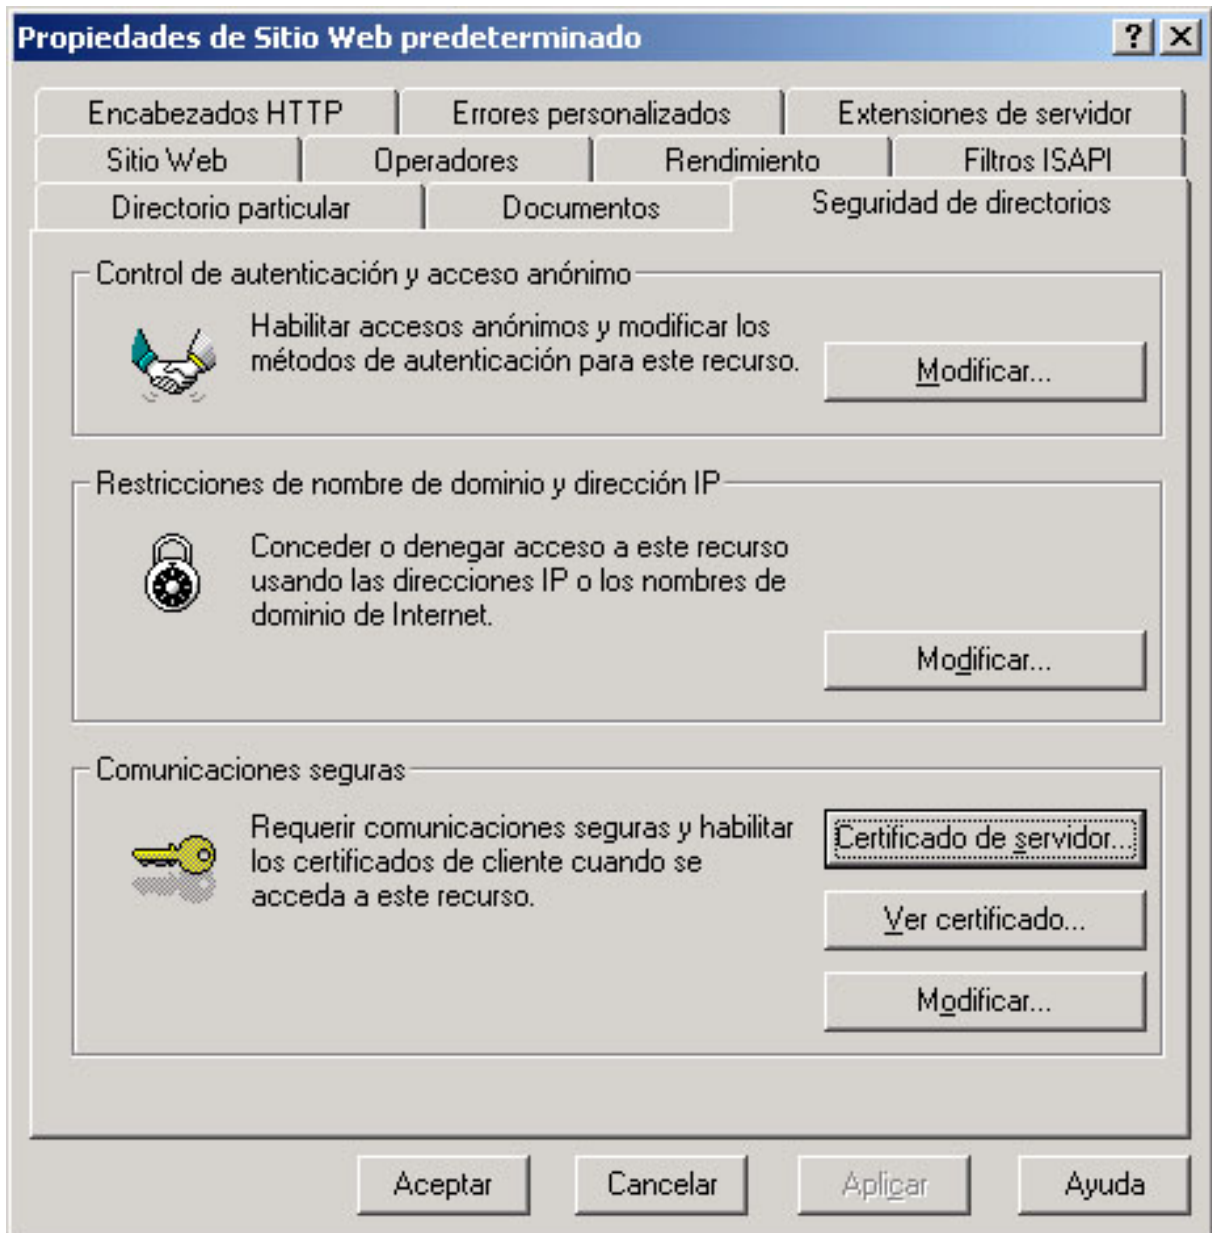 Propiedades de Sitio Web predeterminado
Encabezados HTTP
Errores personalizados
Extensiones de servidor
Sitio Web
Operadores
Rendimiento
Filtros ISAPI
Directorio particular
Documentos
Seguridad de directorios
Control de autenticación y acceso anónimo
Habilitar accesos anónimos y modificar los
métodos de autenticación para este recurso.
Modificar...
Restricciones de nombre de dominio y dirección IP
Conceder o denegar acceso a este recurso
usando las direcciones IP o los nombres de
dominio de Internet.
Modificar...
Comunicaciones seguras
Requerir comunicaciones seguras y habilitar
los certificados de cliente cuando se
acceda a este recurso.
Certificado de servidor...
Ver certificado...
Modificar...
Aceptar
Cancelar
Aplicar
Ayuda